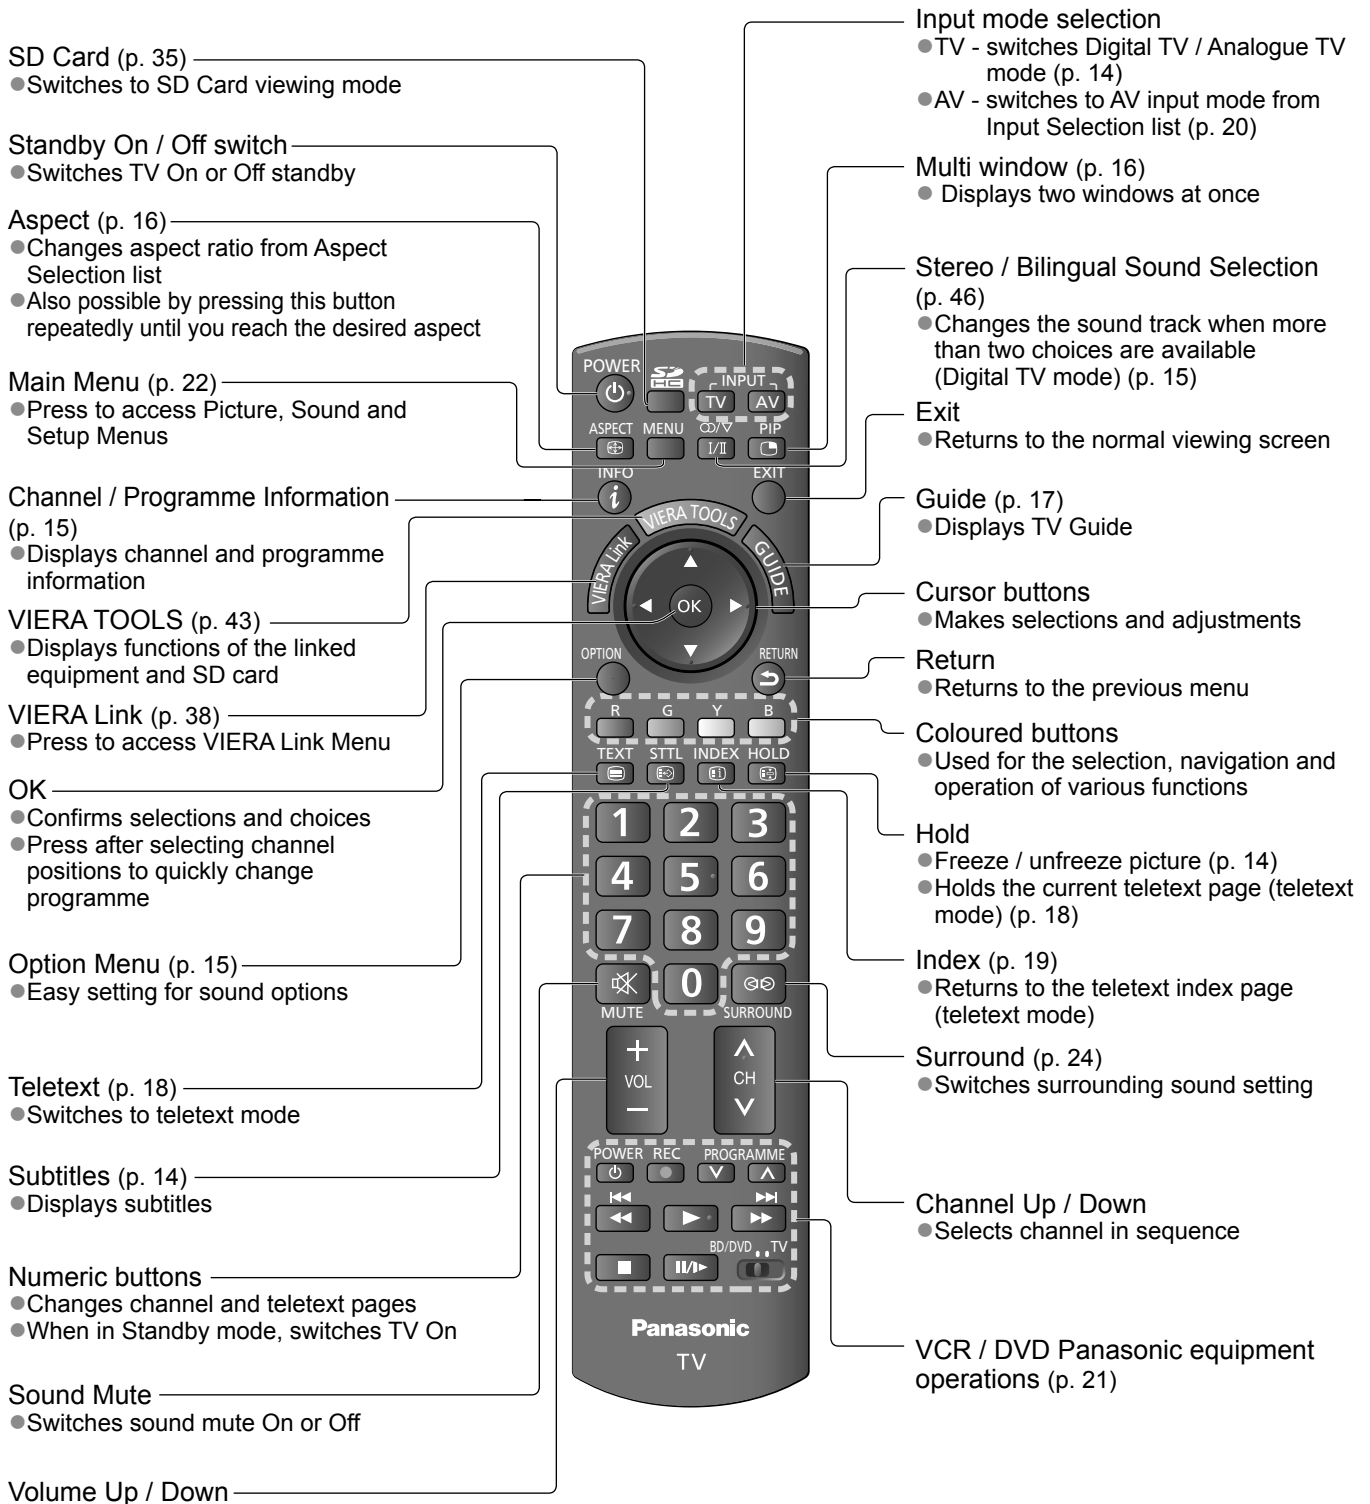 SD Card (p. 35)
●Switches to SD Card viewing mode
Standby On / Off switch
●Switches TV On or Off standby
Aspect (p. 16)
●Changes aspect ratio from Aspect
Selection list
●Also possible by pressing this button
repeatedly until you reach the desired aspect
Main Menu (p. 22)
●Press to access Picture, Sound and
Setup Menus
Channel / Programme Information
(p. 15)
●Displays channel and programme
information
VIERA TOOLS (p. 43)
●Displays functions of the linked
equipment and SD card
VIERA Link (p. 38)
●Press to access VIERA Link Menu
OK
●Confirms selections and choices
●Press after selecting channel
positions to quickly change
programme
Option Menu (p. 15)
●Easy setting for sound options
Teletext (p. 18)
●Switches to teletext mode
Subtitles (p. 14)
●Displays subtitles
Numeric buttons
●Changes channel and teletext pages
●When in Standby mode, switches TV On
Sound Mute
●Switches sound mute On or Off
Volume Up / Down
POWER SD HC INPUT
TV AV
ASPECT MENU PIP
I/II
INFO EXIT
i
VIERA TOOLS
VIERA Link
GUIDE
OK
OPTION RETURN
R G Y B
TEXT STTL INDEX HOLD
1 2 3
4 5 6
7 8 9
0
MUTE SURROUND
+ ∧
VOL CH
− ∨
POWER REC PROGRAMME
∨ ∧
BD/DVD TV
Panasonic
TV
Input mode selection
●TV - switches Digital TV / Analogue TV
mode (p. 14)
●AV - switches to AV input mode from
Input Selection list (p. 20)
Multi window (p. 16)
● Displays two windows at once
Stereo / Bilingual Sound Selection
(p. 46)
●Changes the sound track when more
than two choices are available
(Digital TV mode) (p. 15)
Exit
●Returns to the normal viewing screen
Guide (p. 17)
●Displays TV Guide
Cursor buttons
●Makes selections and adjustments
Return
●Returns to the previous menu
Coloured buttons
●Used for the selection, navigation and
operation of various functions
Hold
●Freeze / unfreeze picture (p. 14)
●Holds the current teletext page (teletext
mode) (p. 18)
Index (p. 19)
●Returns to the teletext index page
(teletext mode)
Surround (p. 24)
●Switches surrounding sound setting
Channel Up / Down
●Selects channel in sequence
VCR / DVD Panasonic equipment
operations (p. 21)